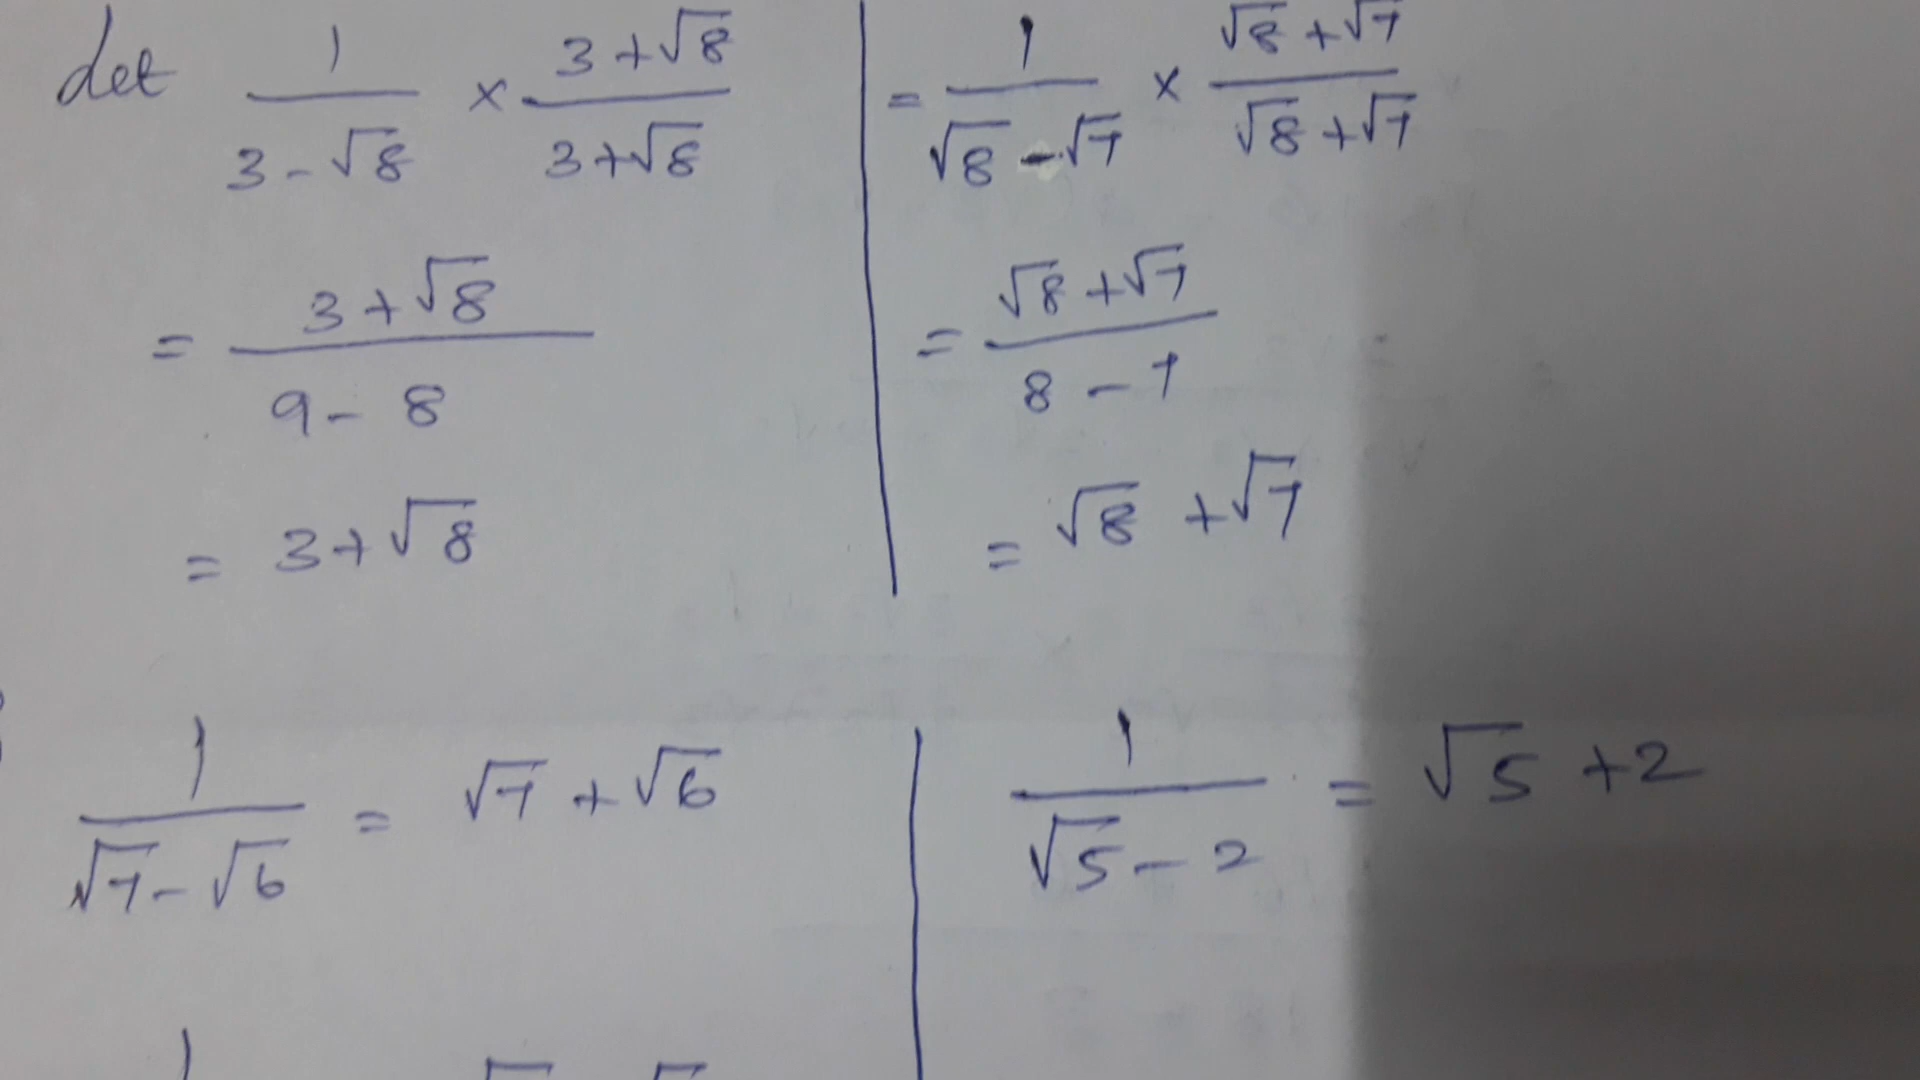 Let 1/(3-√8) × (3+√8)/(3+√8)
= (3+√8)/(9-8)
= 3+√8
= 1/(√8-√7) × (√8+√7)/(√8+√7)
= (√8+√7)/(8-7)
= √8+√7
1/(√7-√6) = √7+√6
1/(√5-2) = √5+2